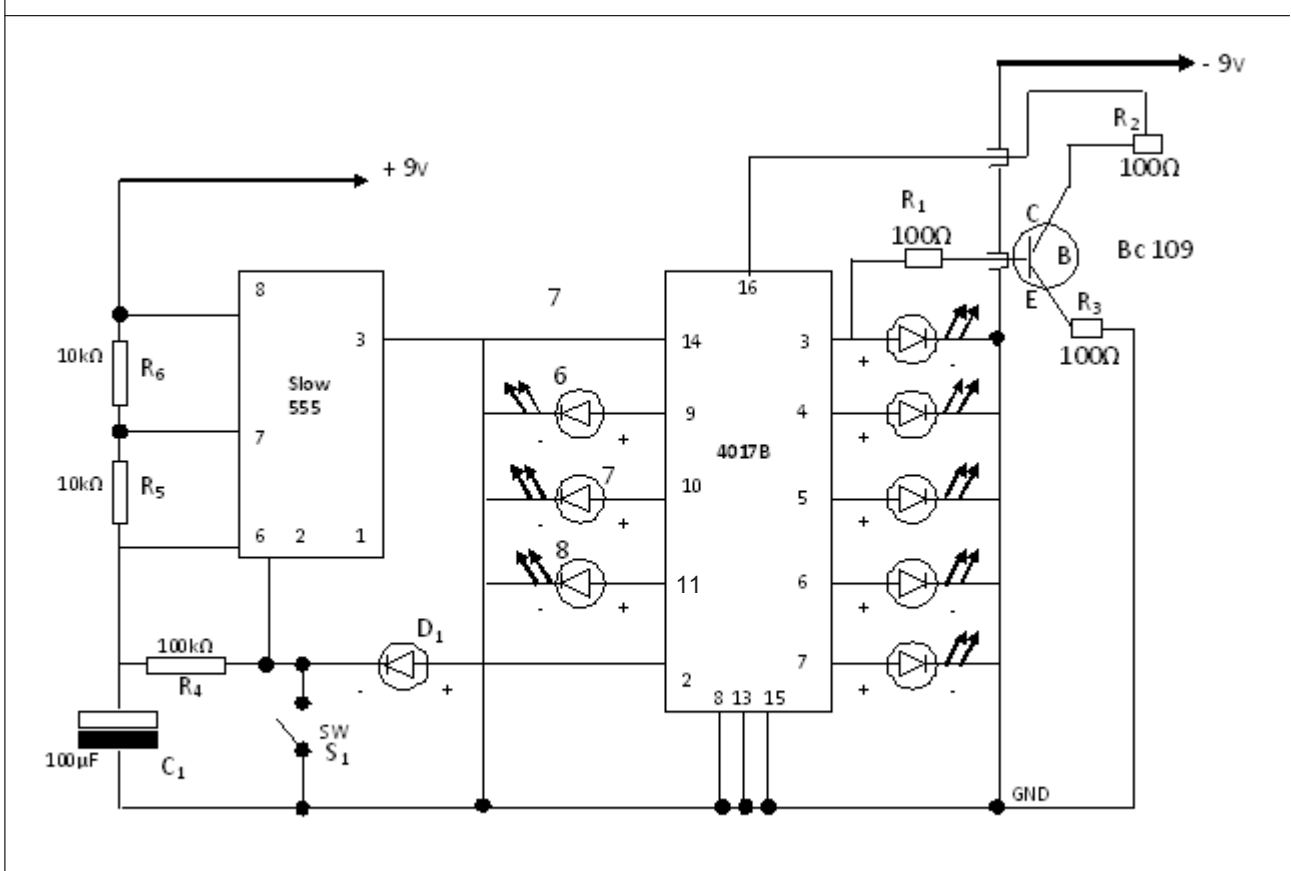 - 9v
R2
100Ω
+ 9v
R1
100Ω
C
B
Bc 109
E
R3
100Ω
8
3
7
16
10kΩ
R6
Slow
555
7
14
3
+
-
6
9
4
-
+
+
-
4017B
10kΩ
R5
7
10
5
-
+
+
-
6
2
1
8
11
6
-
+
+
-
100kΩ
R4
D1
-
+
2
7
+
-
8 13 15
SW
S1
100µF
C1
GND